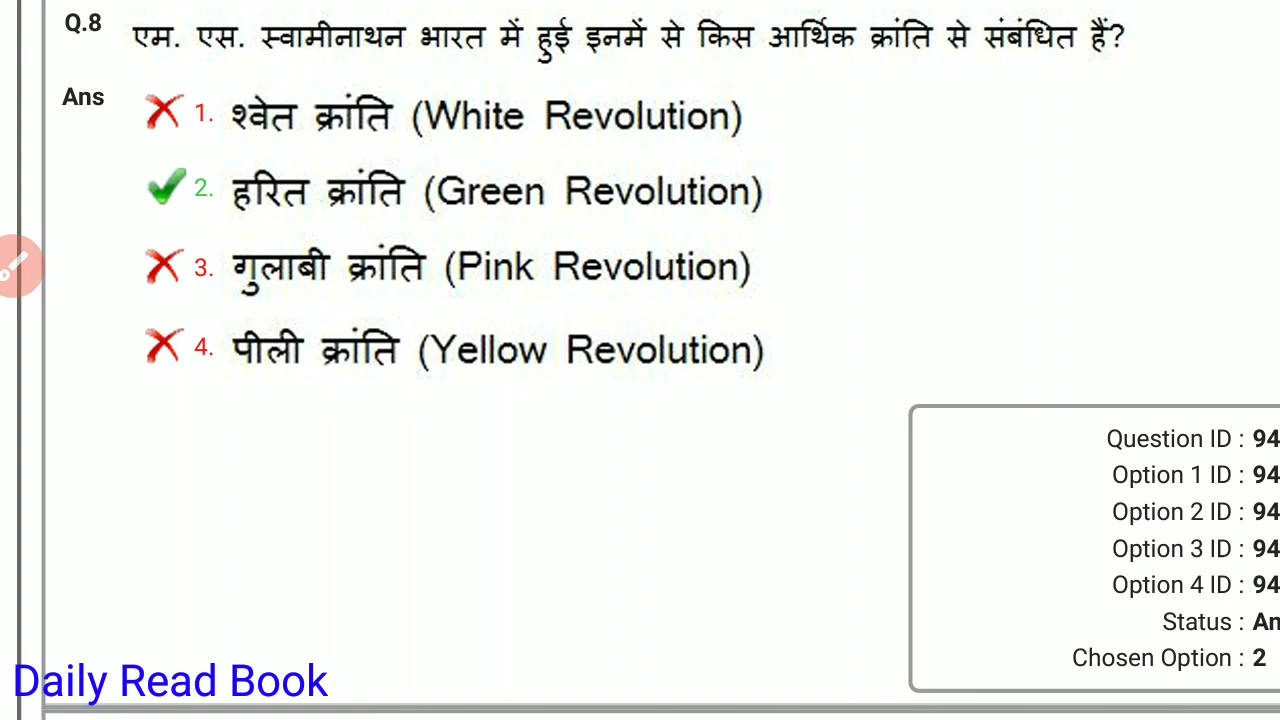 Q.8 एम. एस. स्वामीनाथन भारत में हुई इनमें से किस आर्थिक क्रांति से संबंधित हैं?
Ans 1. श्वेत क्रांति (White Revolution)
2. हरित क्रांति (Green Revolution)
3. गुलाबी क्रांति (Pink Revolution)
4. पीली क्रांति (Yellow Revolution)
Question ID : 94
Option 1 ID : 94
Option 2 ID : 94
Option 3 ID : 94
Option 4 ID : 94
Status : An
Chosen Option : 2
Daily Read Book